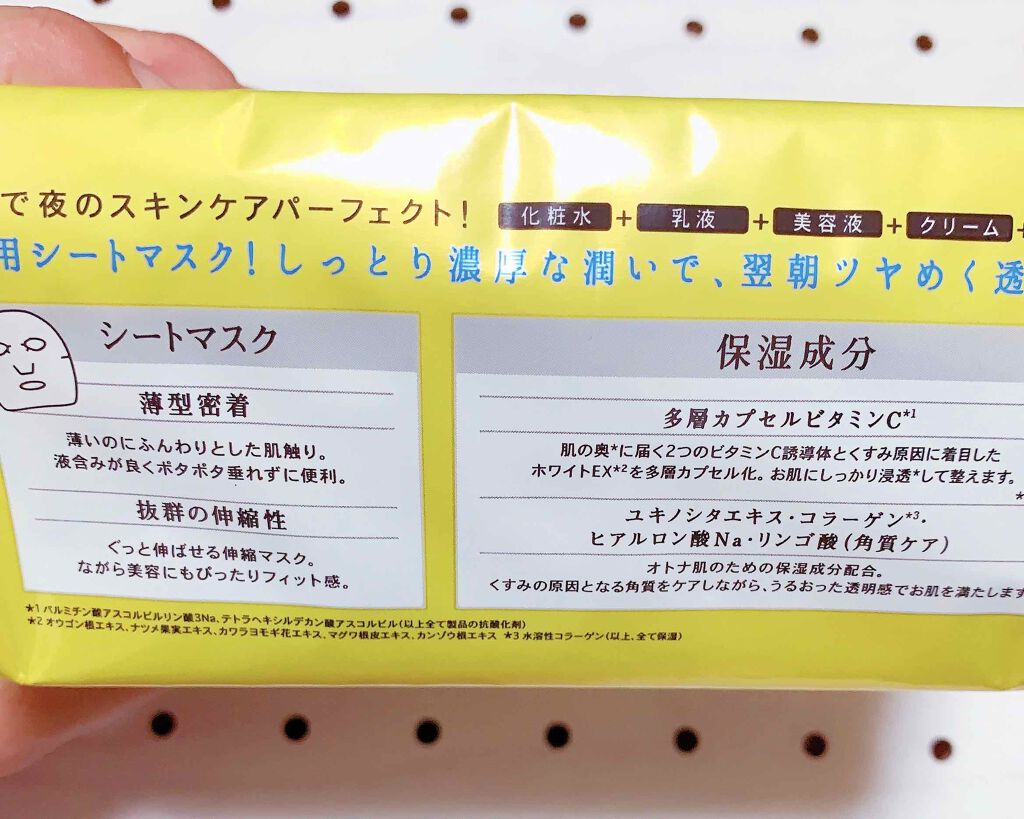 で夜のスキンケアパーフェクト! 化粧水+乳液+美容液+クリーム+
用シートマスク!しっとり濃厚な潤いで、翌朝ツヤめく透
シートマスク
薄型密着
薄いのにふんわりとした肌触り。
液含みが良くポタポタ垂れずに便利。
抜群の伸縮性
ぐっと伸ばせる伸縮マスク。
ながら美容にもぴったりフィット感。
保湿成分
多層カプセルビタミンC*1
肌の奥*に届く2つのビタミンC誘導体とくすみ原因に着目した
ホワイトEX*2を多層カプセル化。お肌にしっかり浸透*して整えます。
*
ユキノシタエキス・コラーゲン*3・
ヒアルロン酸Na・リンゴ酸(角質ケア)
オトナ肌のための保湿成分配合。
くすみの原因となる角質をケアしながら、うるおった透明感でお肌を満たします
*1 パルミチン酸アスコルビルリン酸3Na、テトラヘキシルデカン酸アスコルビル(以上全て製品の抗酸化剤)
*2 オウゴン根エキス、ナツメ果実エキス、カワラヨモギ花エキス、マグワ根皮エキス、カンゾウ根エキス *3 水溶性コラーゲン(以上、全て保湿)